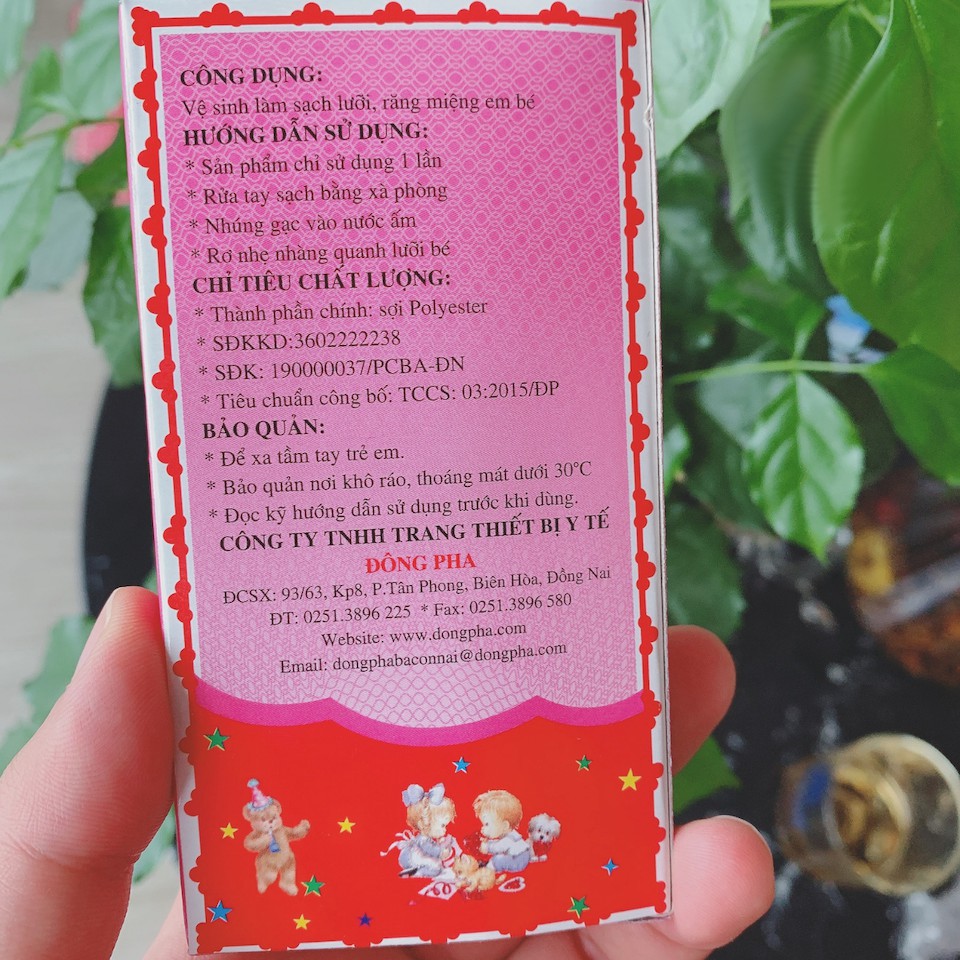 CÔNG DỤNG:
Vệ sinh làm sạch lưỡi, răng miệng em bé
HƯỚNG DẪN SỬ DỤNG:
* Sản phẩm chỉ sử dụng 1 lần
* Rửa tay sạch bằng xà phòng
* Nhúng gạc vào nước ấm
* Rơ nhẹ nhàng quanh lưỡi bé
CHỈ TIÊU CHẤT LƯỢNG:
* Thành phần chính: sợi Polyester
* SĐKKD:3602222238
* SĐK: 190000037/PCBA-ĐN
* Tiêu chuẩn công bố: TCCS: 03:2015/ĐP
BẢO QUẢN:
* Để xa tầm tay trẻ em.
* Bảo quản nơi khô ráo, thoáng mát dưới 30°C
* Đọc kỹ hướng dẫn sử dụng trước khi dùng.
CÔNG TY TNHH TRANG THIẾT BỊ Y TẾ
ĐÔNG PHA
ĐCSX: 93/63, Kp8, P.Tân Phong, Biên Hòa, Đồng Nai
ĐT: 0251.3896 225 * Fax: 0251.3896 580
Website: www.dongpha.com
Email: dongphabaconnai@dongpha.com